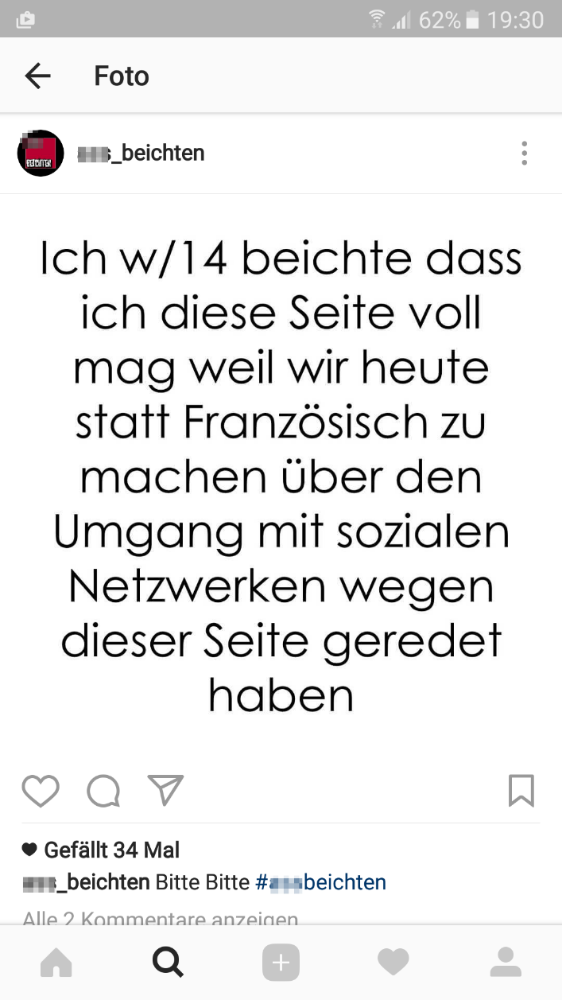 62% 19:30
Foto
_beichten
Ich w/14 beichte dass
ich diese Seite voll
mag weil wir heute
statt Französisch zu
machen über den
Umgang mit sozialen
Netzwerken wegen
dieser Seite geredet
haben
Gefällt 34 Mal
_beichten Bitte Bitte # beichten
Alle 2 Kommentare anzeigen